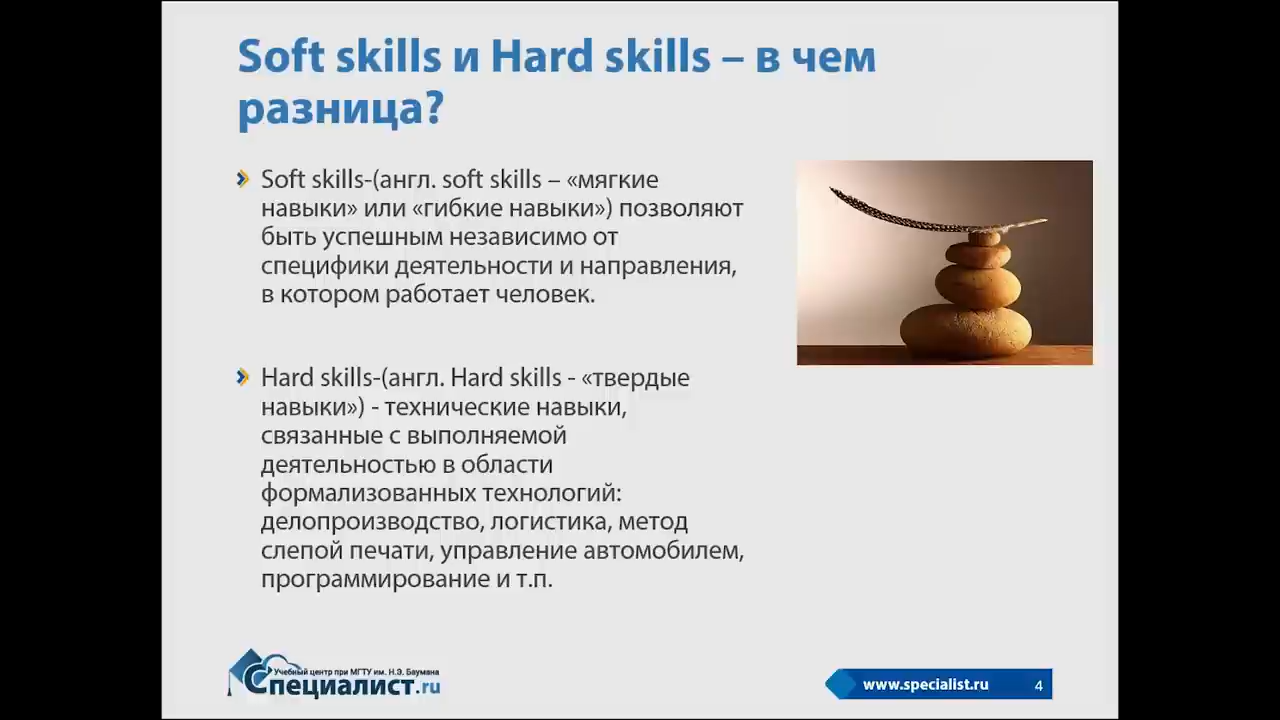 Soft skills и Hard skills – в чем
разница?
Soft skills-(англ. soft skills – «мягкие
навыки» или «гибкие навыки») позволяют
быть успешным независимо от
специфики деятельности и направления,
в котором работает человек.
Hard skills-(англ. Hard skills - «твердые
навыки») - технические навыки,
связанные с выполняемой
деятельностью в области
формализованных технологий:
делопроизводство, логистика, метод
слепой печати, управление автомобилем,
программирование и т.п.
Учебный центр при МГТУ им. Н.Э. Баумана
Специалист.ru
www.specialist.ru 4